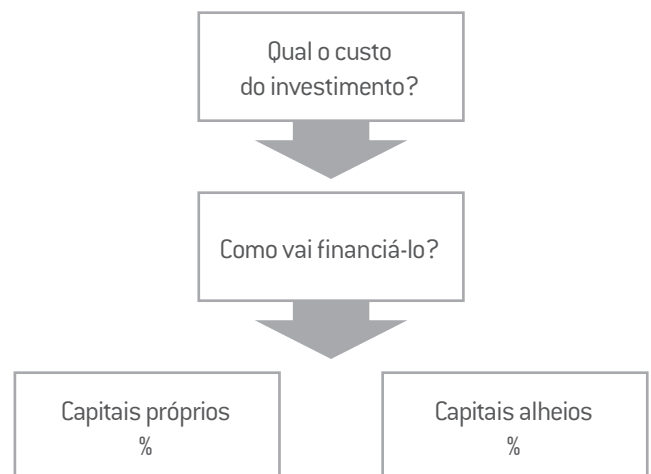 Qual o custo
do investimento?
Como vai financiá-lo?
Capitais próprios
%
Capitais alheios
%